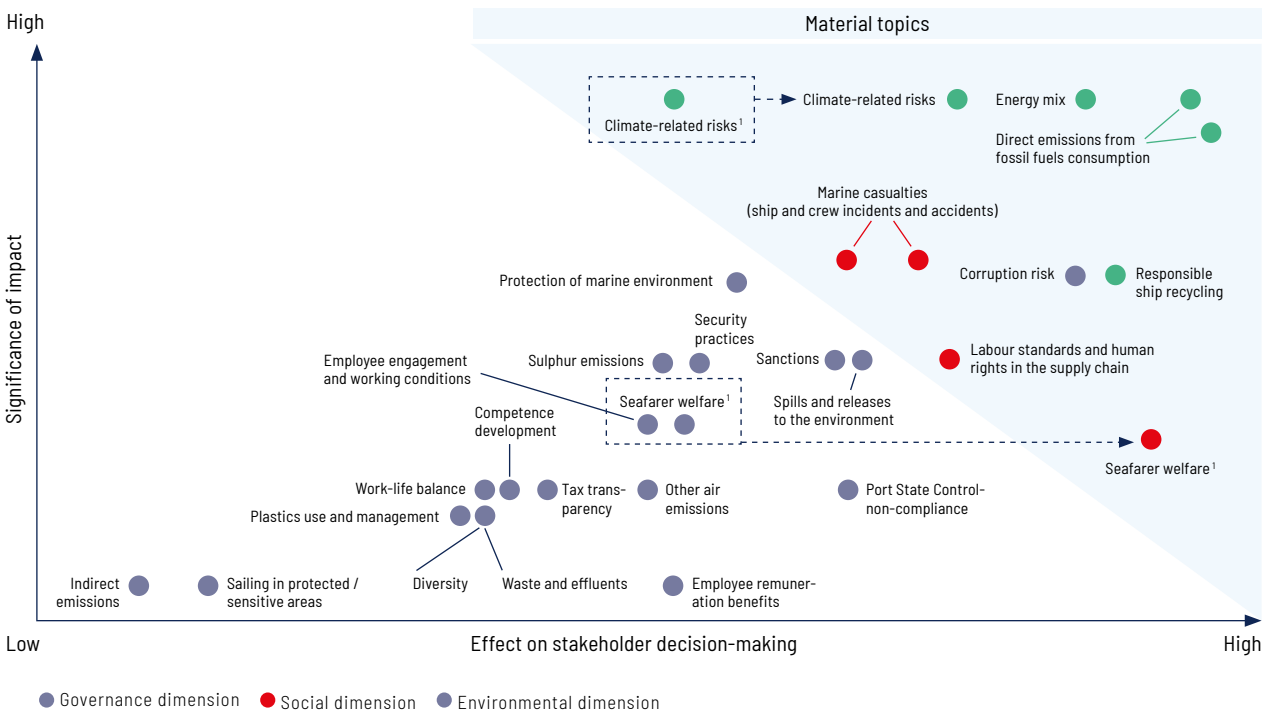 High
Material topics
Climate-related risks¹
Climate-related risks
Energy mix
Direct emissions from
fossil fuels consumption
Marine casualties
(ship and crew incidents and accidents)
Protection of marine environment
Corruption risk
Responsible
ship recycling
Security
practices
Employee engagement
and working conditions
Sulphur emissions
Sanctions
Labour standards and human
rights in the supply chain
Seafarer welfare¹
Spills and releases
to the environment
Competence
development
Seafarer welfare¹
Work-life balance
Tax trans-
parency
Other air
emissions
Port State Control-
non-compliance
Plastics use and management
Indirect
emissions
Sailing in protected /
sensitive areas
Diversity
Waste and effluents
Employee remuner-
ation benefits
Significance of impact
Low
Effect on stakeholder decision-making
High
Governance dimension
Social dimension
Environmental dimension